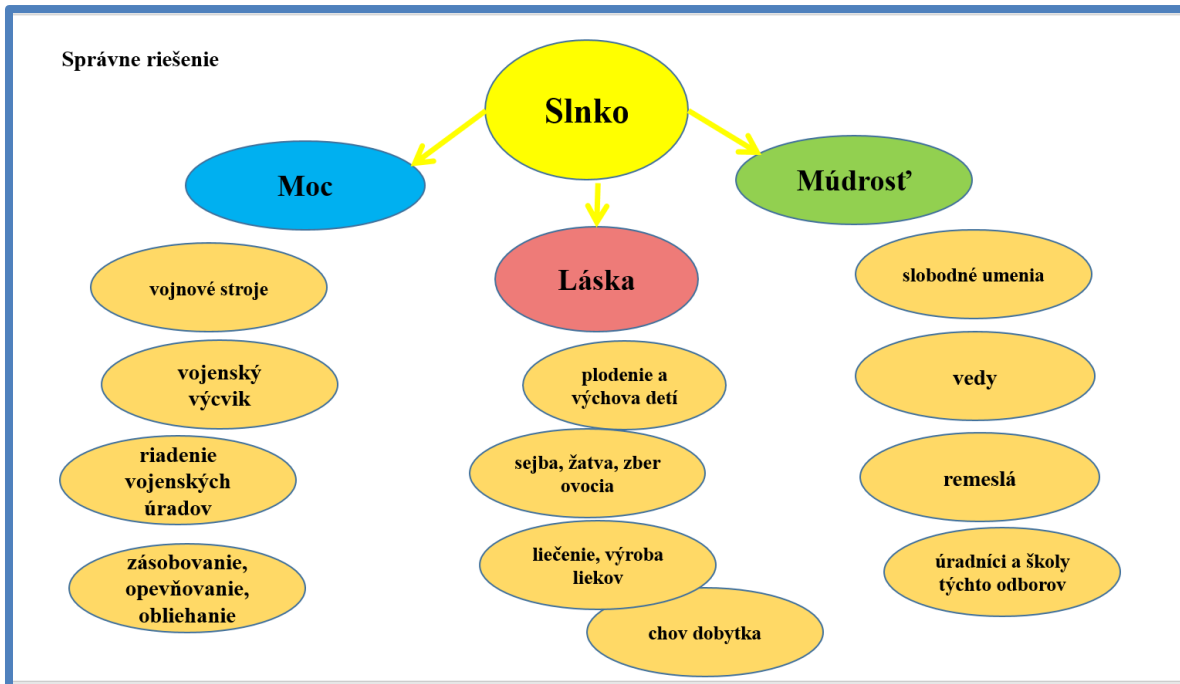 Správne riešenie
Slnko
Moc
Múdrosť
Láska
vojnové stroje
vojenský
výcvik
riadenie
vojenských
úradov
zásobovanie,
opevňovanie,
obliehanie
plodenie a
výchova detí
sejba, žatva, zber
ovocia
liečenie, výroba
liekov
chov dobytka
slobodné umenia
vedy
remeslá
úradníci a školy
týchto odborov